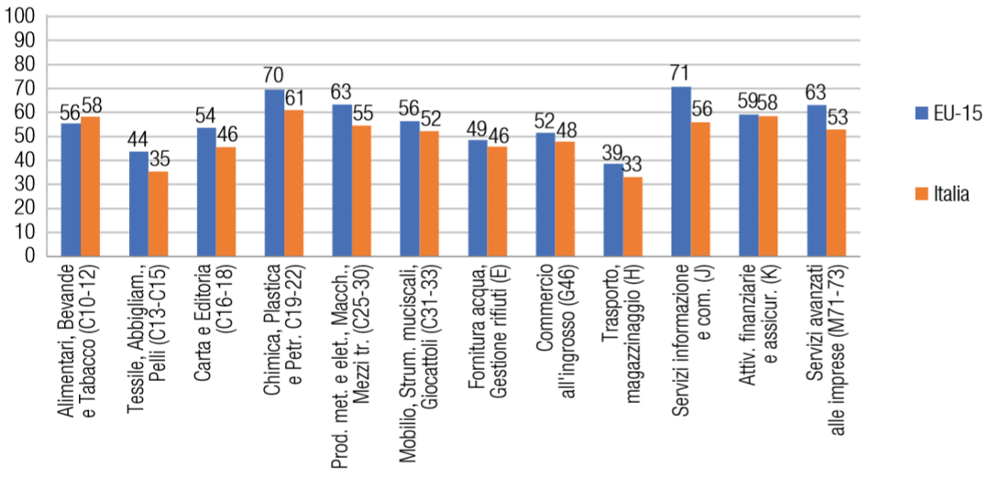 100
90
80
70
60
50
40
30
20
10
0
56 58
44 35
54 46
70 61
63 55
56 52
49 46
52 48
39 33
71 56
59 58
63 53
EU-15
Italia
Alimentari, Bevande
e Tabacco (C10-12)
Tessile, Abbigliam.,
Pelli (C13-C15)
Carta e Editoria
(C16-18)
Chimica, Plastica
e Petr. C19-22)
Prod. met. e elet., Macch.,
Mezzi tr. (C25-30)
Mobilio, Strum. muciscali,
Giocattoli (C31-33)
Fornitura acqua,
Gestione rifiuti (E)
Commercio
all'ingrosso (G46)
Trasporto,
magazzinaggio (H)
Servizi informazione
e com. (J)
Attiv. finanziarie
e assicur. (K)
Servizi avanzati
alle imprese (M71-73)